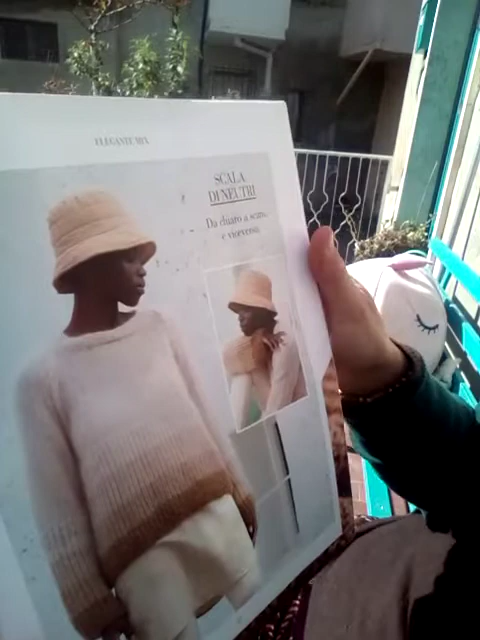 ELEGANTE MIX
SCALA
DI NEUTRI
Da chiaro a scuro
e viceversa